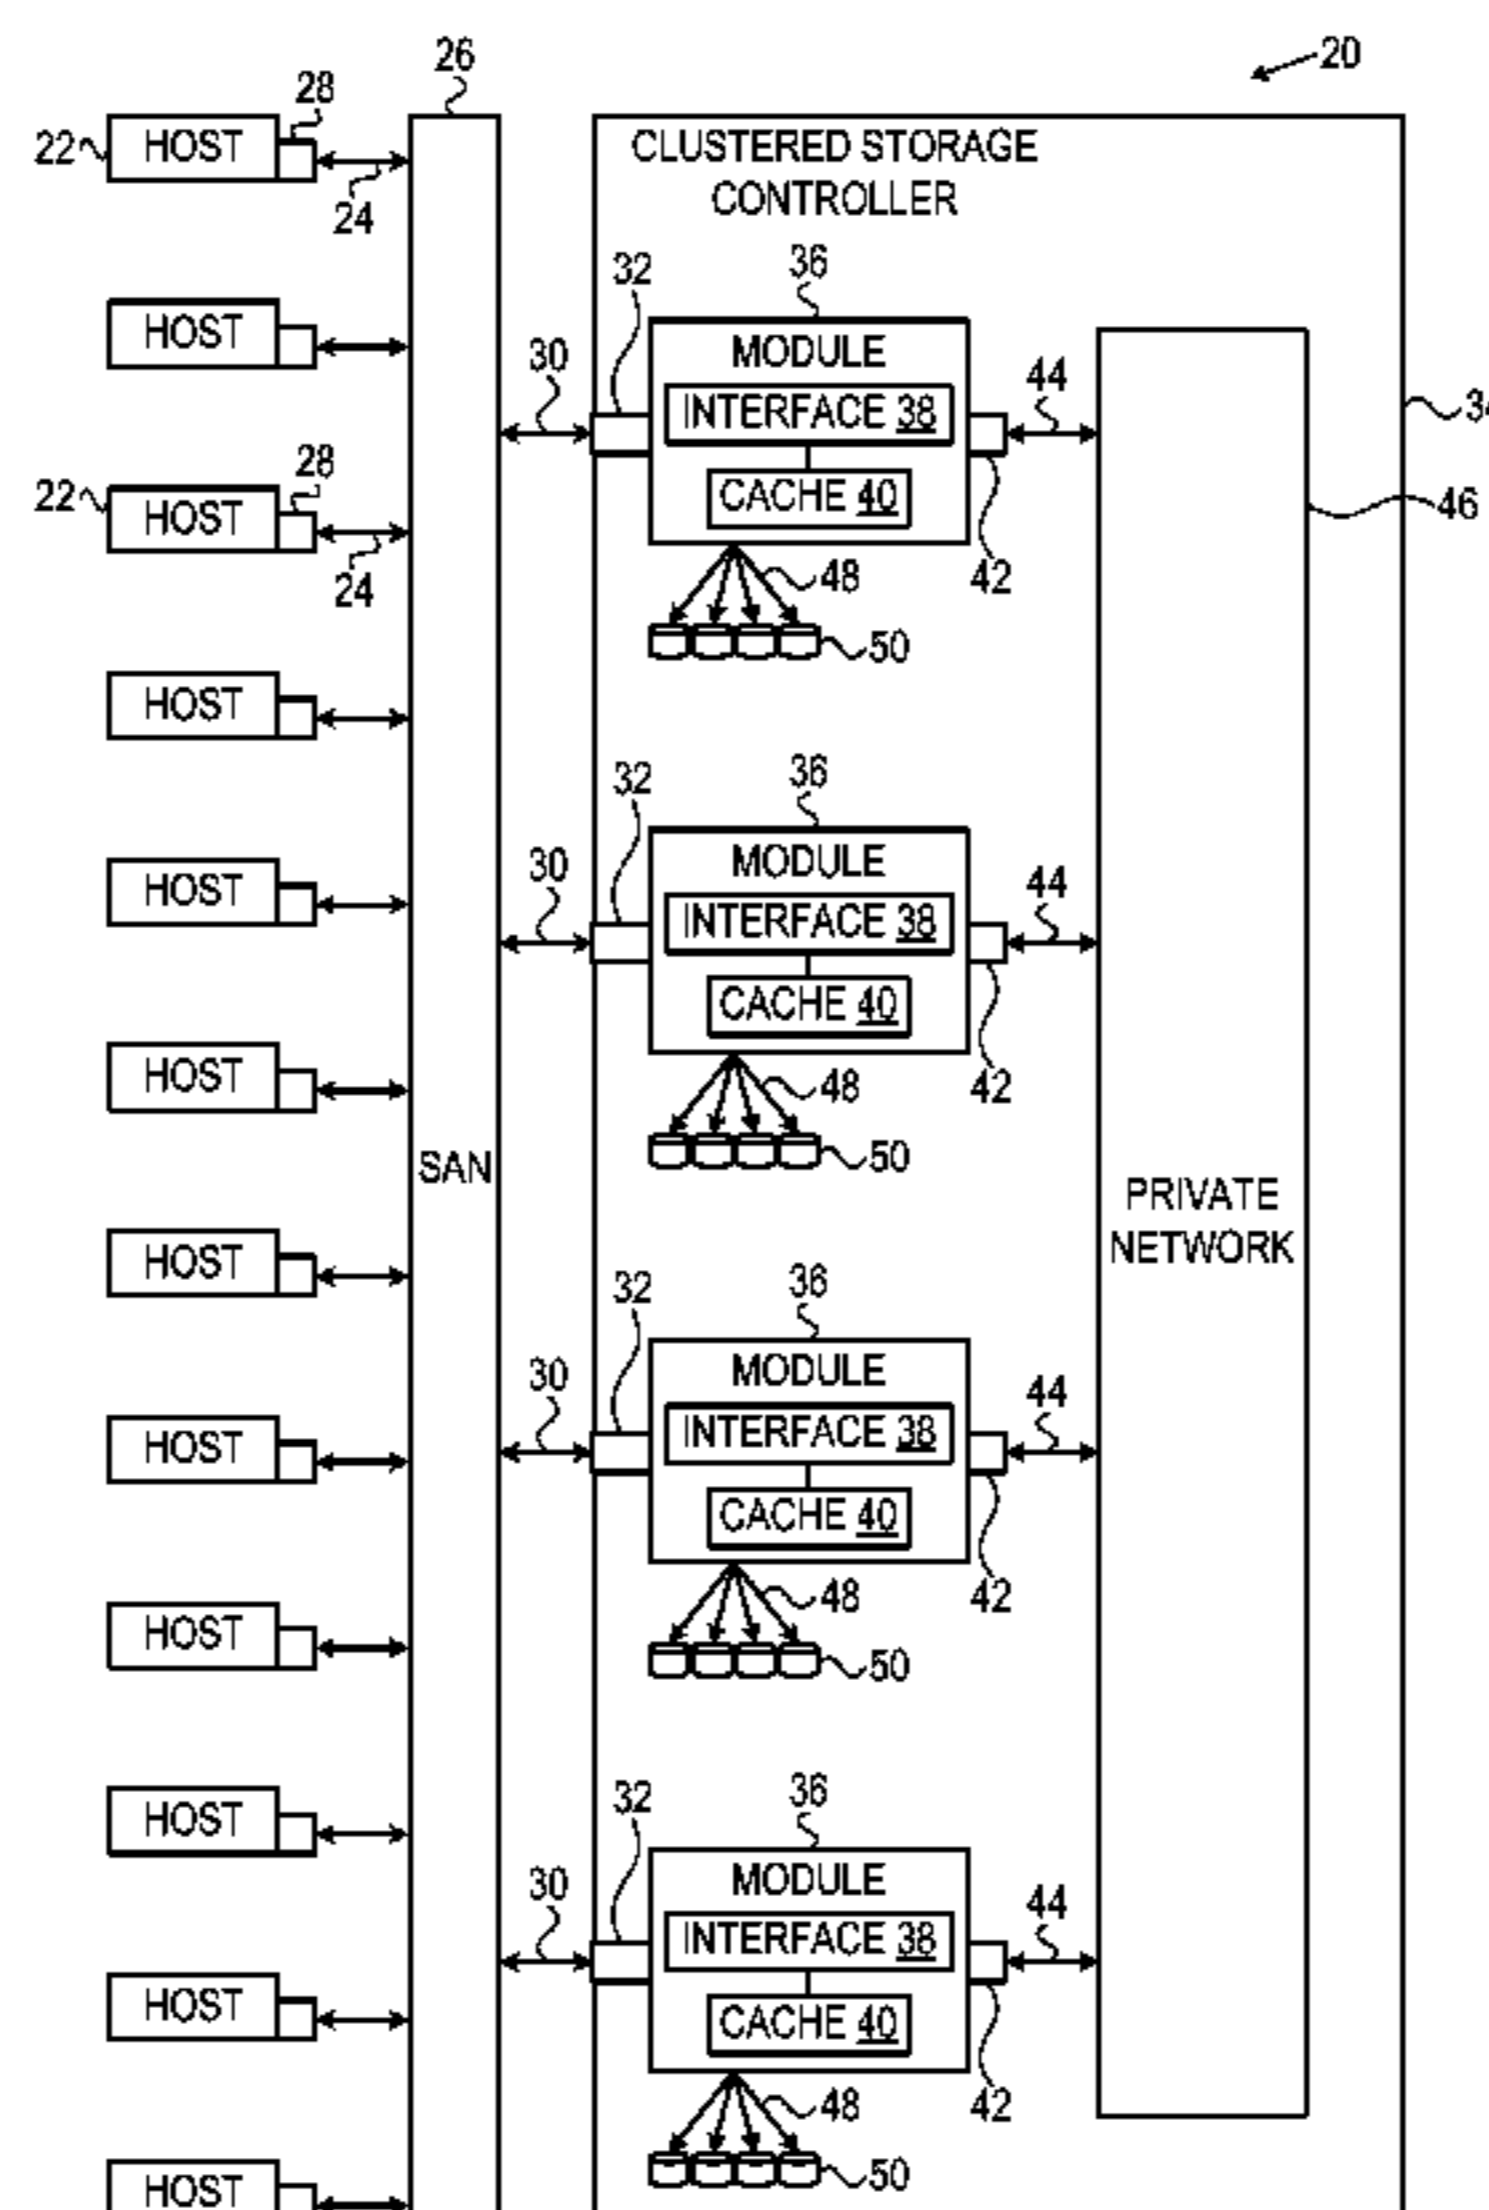 20
26
28
22 HOST
24
CLUSTERED STORAGE
CONTROLLER
HOST
28
22 HOST
24
HOST
HOST
HOST
HOST
HOST
HOST
HOST
HOST
HOST
SAN
36
32
MODULE
30
INTERFACE 38
44
CACHE 40
42
48
50
36
32
MODULE
30
INTERFACE 38
44
CACHE 40
42
48
50
36
32
MODULE
30
INTERFACE 38
44
CACHE 40
42
48
50
36
32
MODULE
30
INTERFACE 38
44
CACHE 40
42
48
50
PRIVATE
NETWORK
46